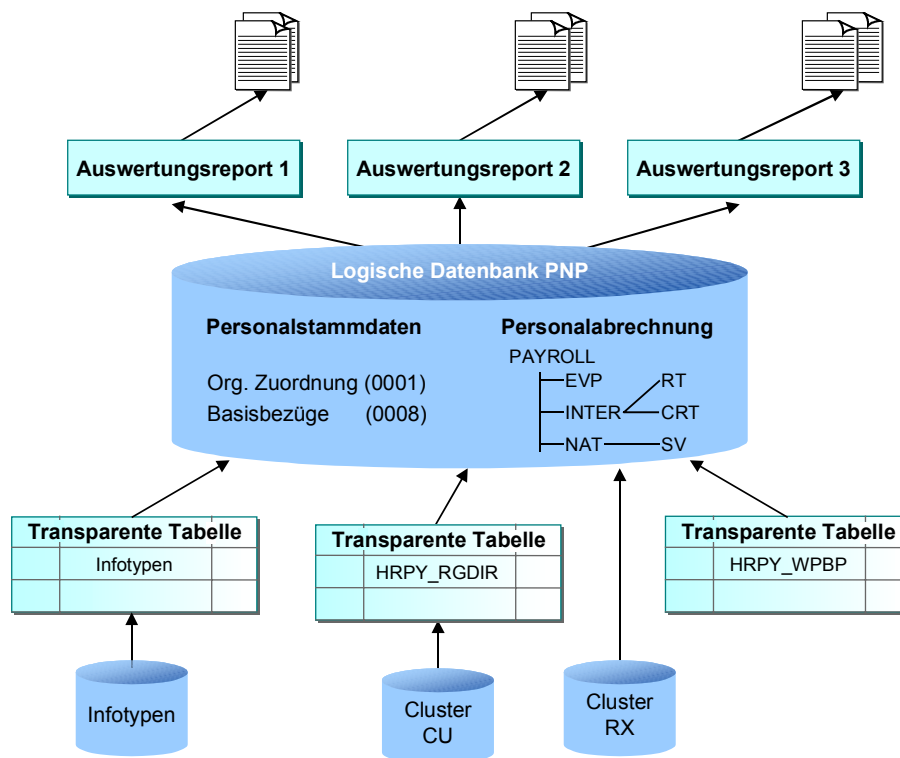 Auswertungsreport 1
Auswertungsreport 2
Auswertungsreport 3
Logische Datenbank PNP
Personalstammdaten
Org. Zuordnung (0001)
Basisbezüge (0008)
Personalabrechnung
PAYROLL
EVP RT
INTER CRT
NAT SV
Transparente Tabelle
Infotypen
Transparente Tabelle
HRPY_RGDIR
Transparente Tabelle
HRPY_WPBP
Infotypen
Cluster
CU
Cluster
RX